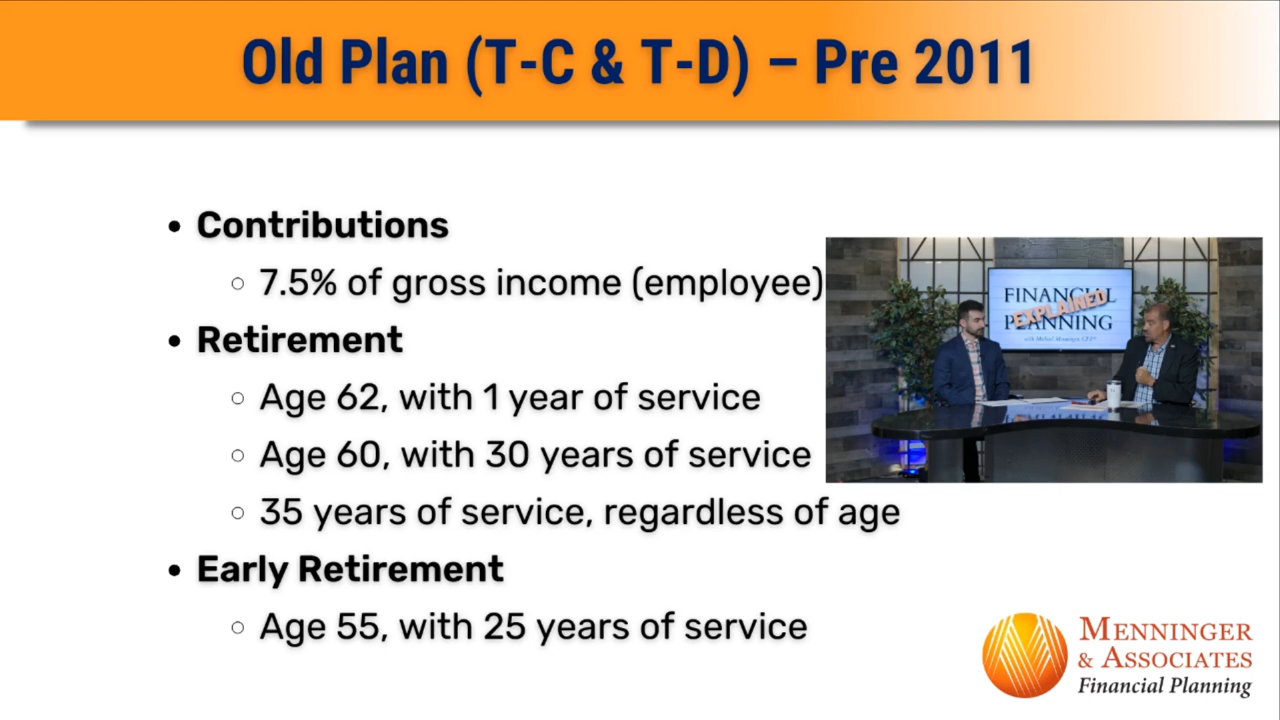 Old Plan (T-C & T-D) – Pre 2011
• Contributions
○ 7.5% of gross income (employee)
• Retirement
○ Age 62, with 1 year of service
○ Age 60, with 30 years of service
○ 35 years of service, regardless of age
• Early Retirement
○ Age 55, with 25 years of service
FINANCIAL
EXPLAINED
PLANNING
MENNINGER
& ASSOCIATES
Financial Planning